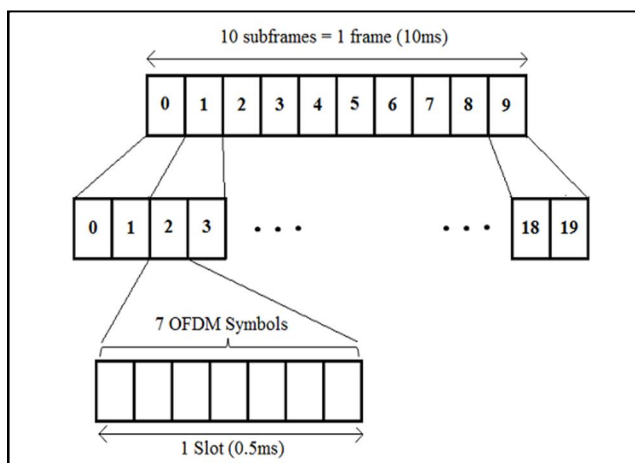 10 subframes = 1 frame (10ms)
0 1 2 3 4 5 6 7 8 9
0 1 2 3 • • • • • • 18 19
7 OFDM Symbols
1 Slot (0.5ms)